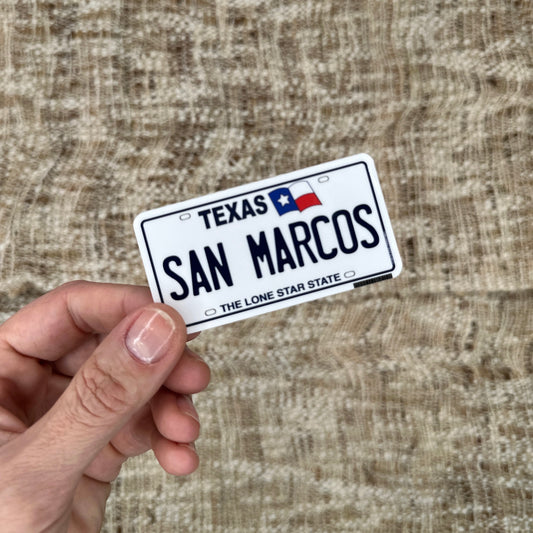 TEXAS
SAN MARCOS
THE LONE STAR STATE